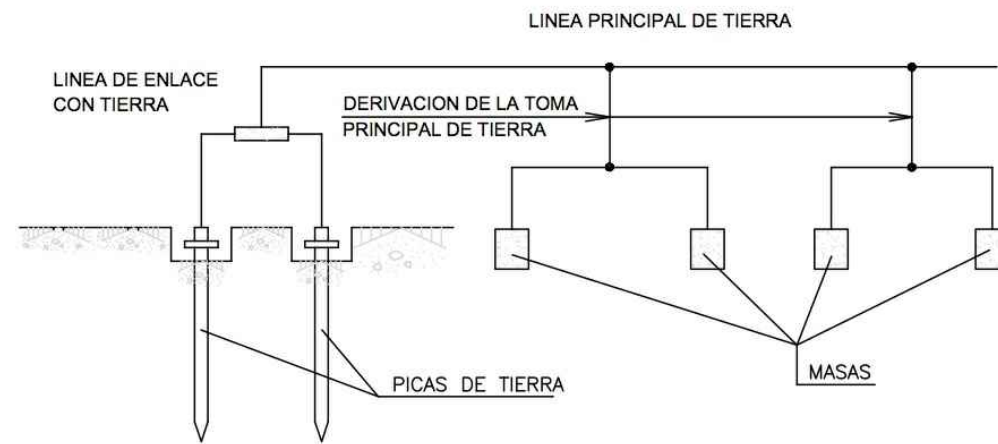 LINEA PRINCIPAL DE TIERRA
LINEA DE ENLACE
CON TIERRA
DERIVACION DE LA TOMA
PRINCIPAL DE TIERRA
PICAS DE TIERRA
MASAS